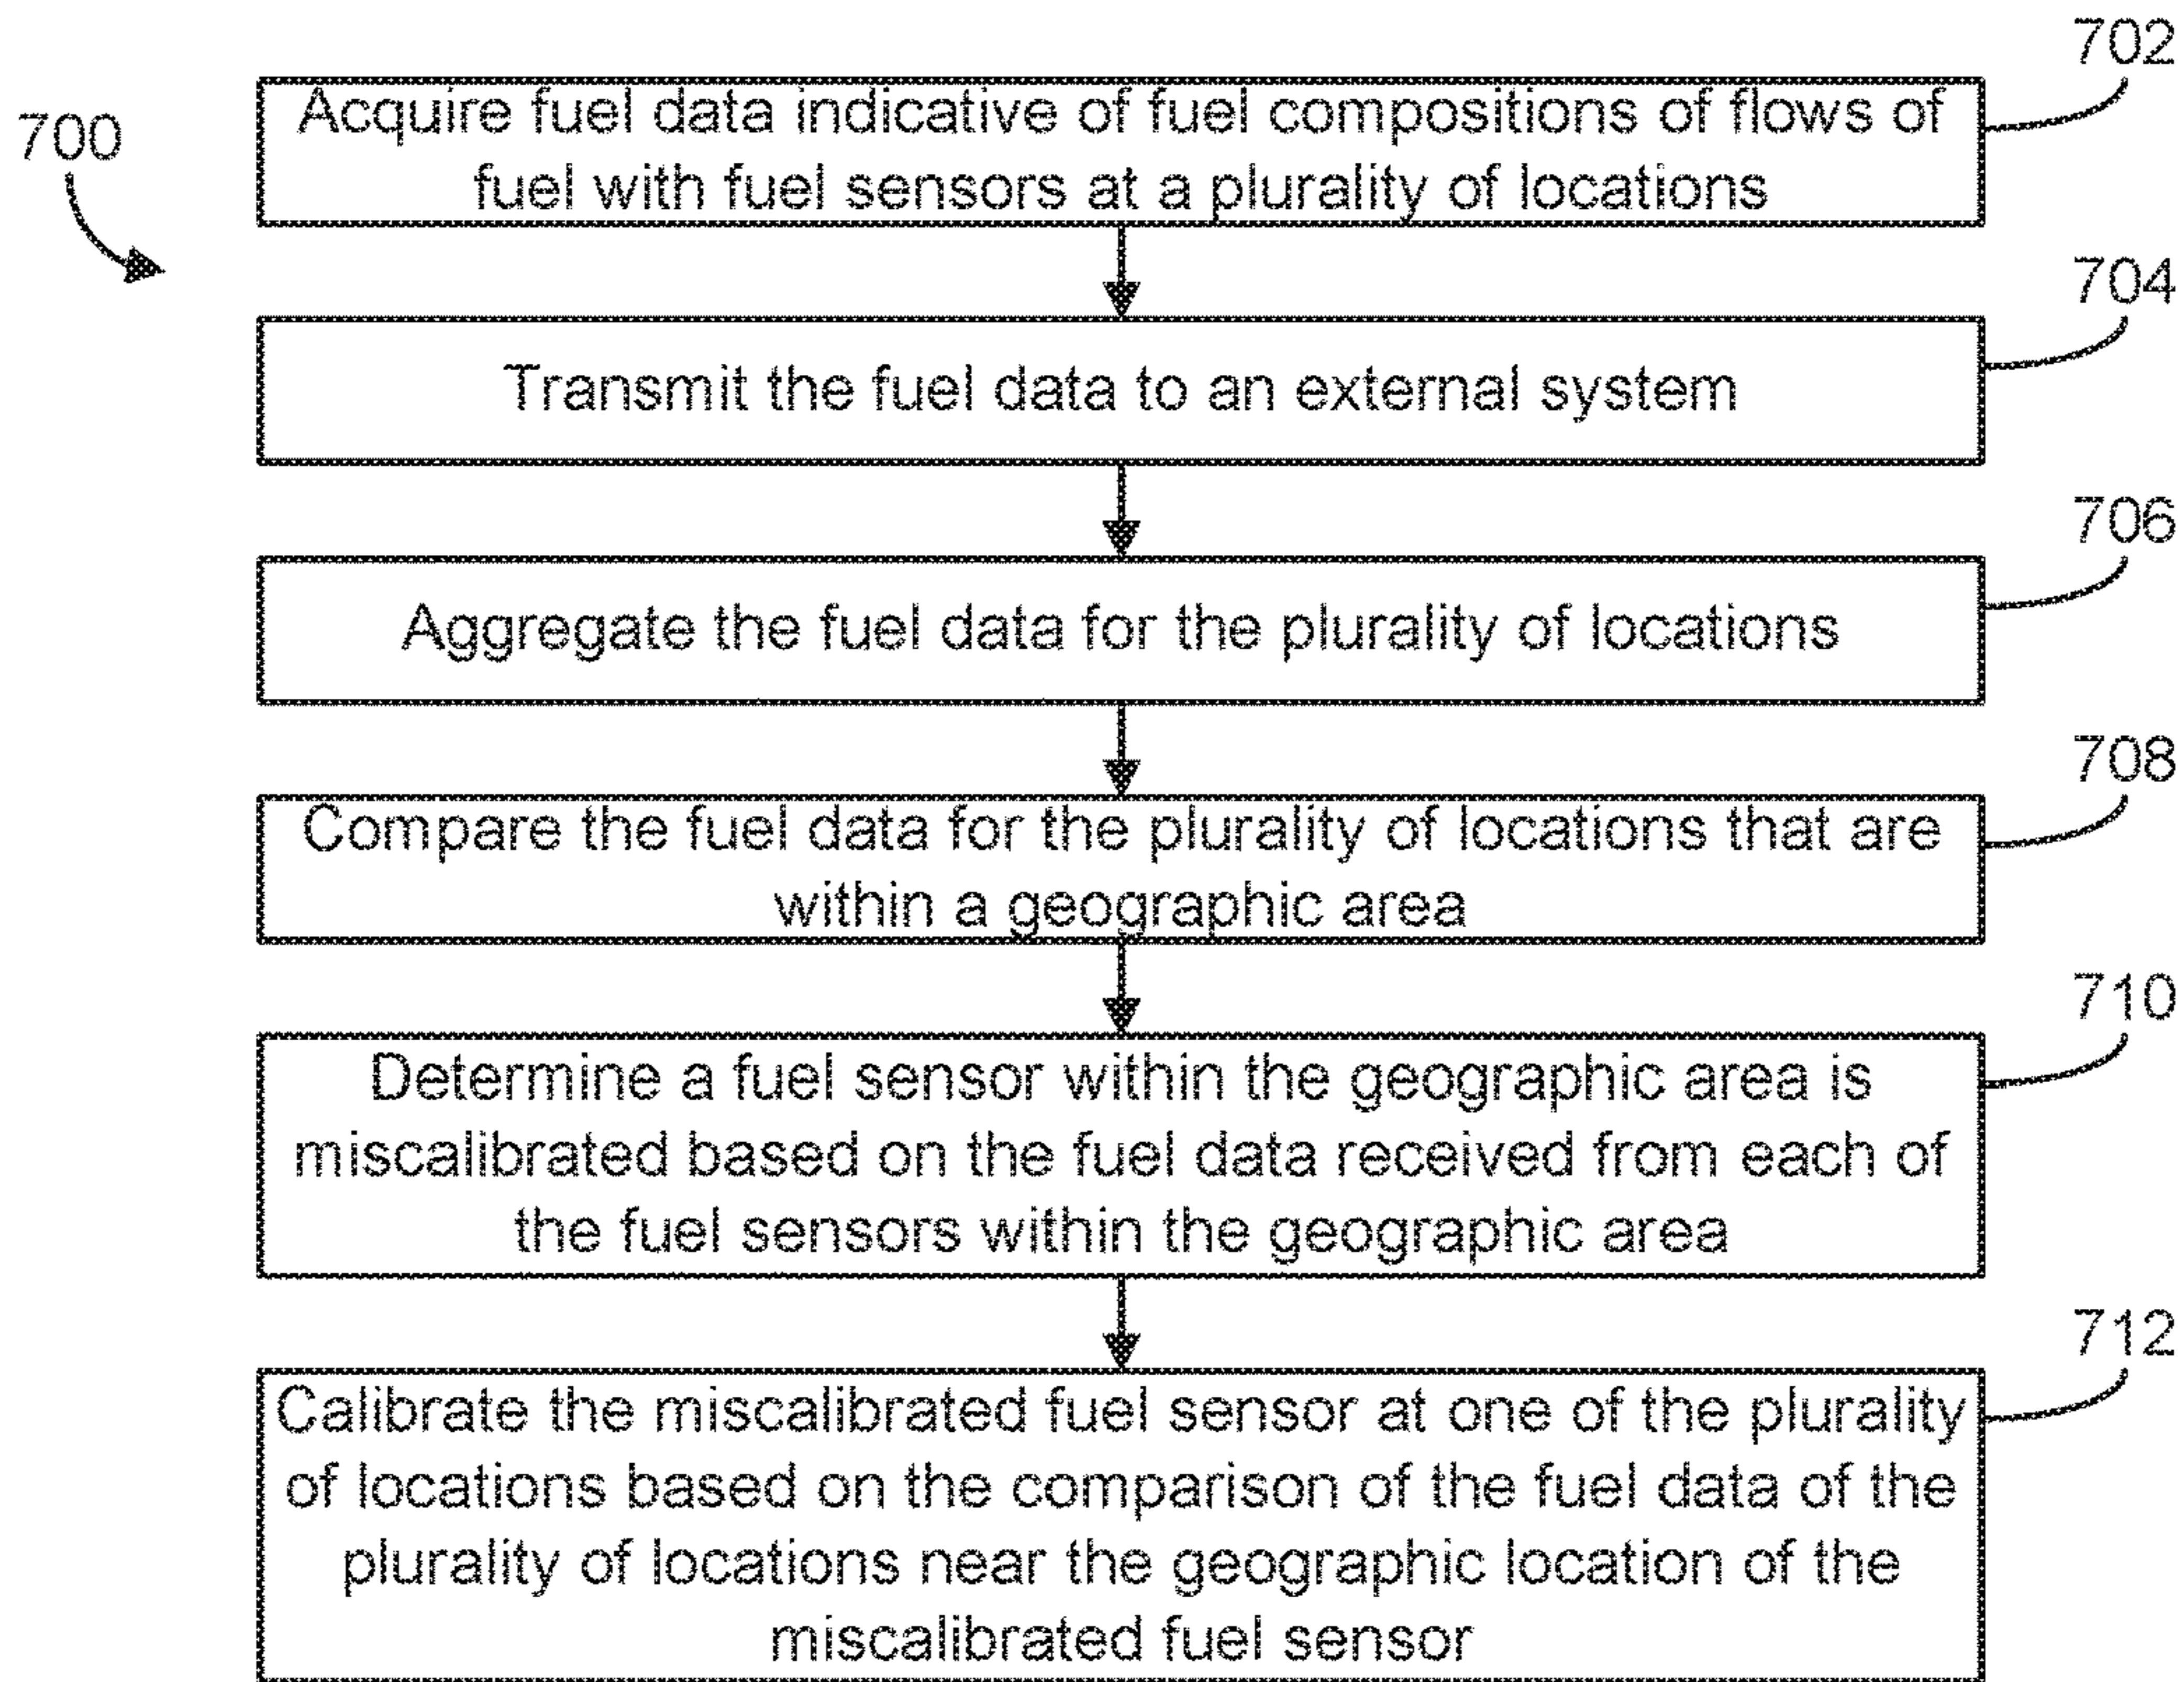 702
700
Acquire fuel data indicative of fuel compositions of flows of
fuel with fuel sensors at a plurality of locations
704
Transmit the fuel data to an external system
706
Aggregate the fuel data for the plurality of locations
708
Compare the fuel data for the plurality of locations that are
within a geographic area
710
Determine a fuel sensor within the geographic area is
miscalibrated based on the fuel data received from each of
the fuel sensors within the geographic area
712
Calibrate the miscalibrated fuel sensor at one of the plurality
of locations based on the comparison of the fuel data of the
plurality of locations near the geographic location of the
miscalibrated fuel sensor